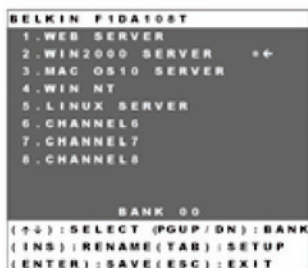 BELKIN F1DA108T
1.WEB SERVER
2.WIN2000 SERVER ☼←
3.MAC OS10 SERVER
4.WIN NT
5.LINUX SERVER
6.CHANNEL6
7.CHANNEL7
8.CHANNEL8
BANK 00
(↑↓):SELECT (PGUP/DN):BANK
(INS):RENAME(TAB):SETUP
(ENTER):SAVE(ESC):EXIT